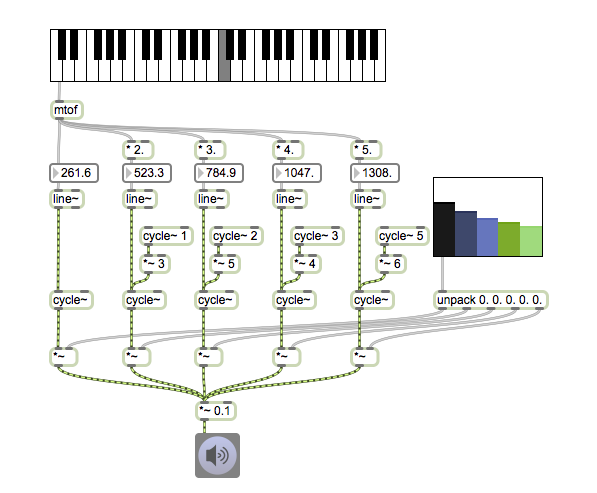 mtof
* 2.
* 3.
* 4.
* 5.
261.6
523.3
784.9
1047.
1308.
line~
line~
line~
line~
line~
cycle~ 1
cycle~ 2
cycle~ 3
cycle~ 5
*~ 3
*~ 5
*~ 4
*~ 6
cycle~
cycle~
cycle~
cycle~
cycle~
unpack 0. 0. 0. 0. 0.
*~
*~
*~
*~
*~
*~ 0.1